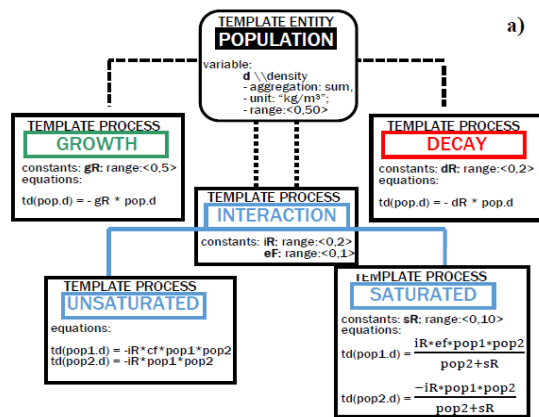 a)
TEMPLATE ENTITY
POPULATION
variable:
d \\density
- aggregation: sum,
- unit: “kg/m³”;
- range:<0,50>
TEMPLATE PROCESS
GROWTH
constants: gR: range:<0,5>
equations:
td(pop.d) = - gR * pop.d
TEMPLATE PROCESS
DECAY
constants: dR: range:<0,2>
equations:
td(pop.d) = - dR * pop.d
TEMPLATE PROCESS
INTERACTION
constants: iR: range:<0,2>
eF: range:<0,1>
TEMPLATE PROCESS
UNSATURATED
equations:
td(pop1.d) = -iR*cf*pop1*pop2
td(pop2.d) = -iR*pop1*pop2
TEMPLATE PROCESS
SATURATED
constants: sR: range:<0,10>
equations:
td(pop1.d) = iR*ef*pop1*pop2
pop2+sR
td(pop2.d) = -iR*pop1*pop2
pop2+sR